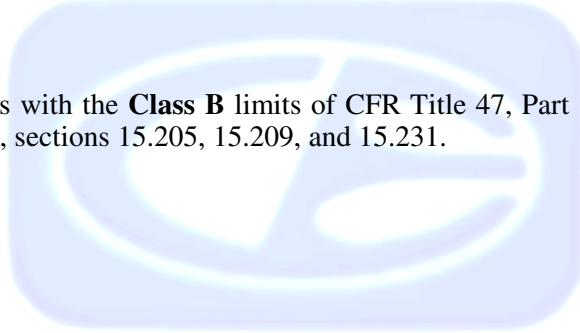 s with the Class B limits of CFR Title 47, Part
, sections 15.205, 15.209, and 15.231.